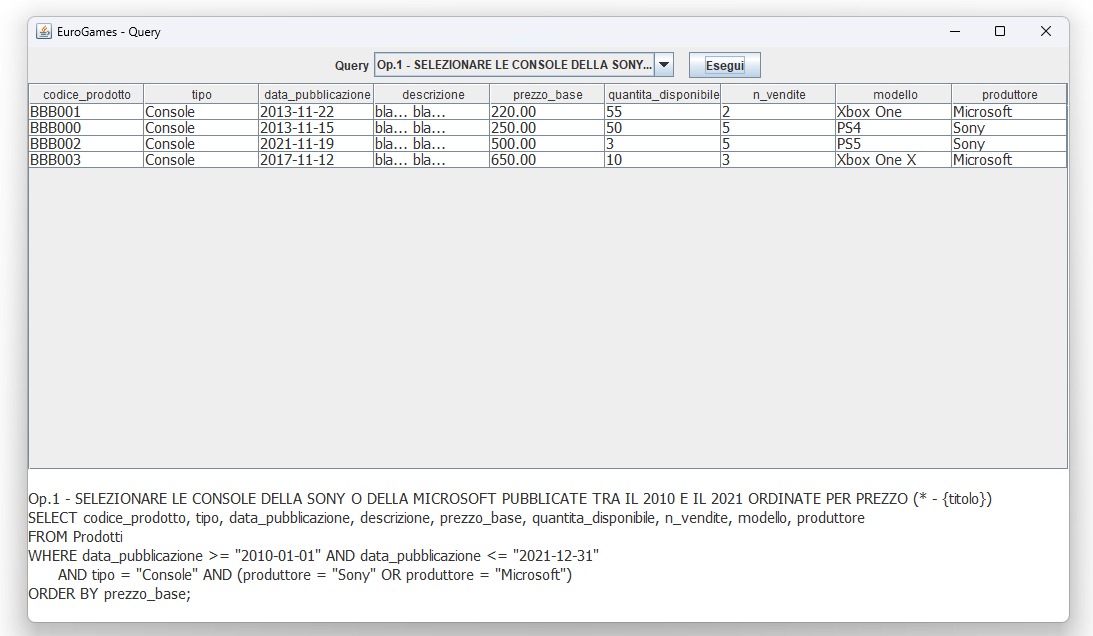 EuroGames - Query
Query Op.1 - SELEZIONARE LE CONSOLE DELLA SONY... Esegui
codice_prodotto tipo data_pubblicazione descrizione prezzo_base quantita_disponibile n_vendite modello produttore
BBB001 Console 2013-11-22 bla... bla... 220.00 55 2 Xbox One Microsoft
BBB000 Console 2013-11-15 bla... bla... 250.00 50 5 PS4 Sony
BBB002 Console 2021-11-19 bla... bla... 500.00 3 5 PS5 Sony
BBB003 Console 2017-11-12 bla... bla... 650.00 10 3 Xbox One X Microsoft
Op.1 - SELEZIONARE LE CONSOLE DELLA SONY O DELLA MICROSOFT PUBBLICATE TRA IL 2010 E IL 2021 ORDINATE PER PREZZO (* - {titolo})
SELECT codice_prodotto, tipo, data_pubblicazione, descrizione, prezzo_base, quantita_disponibile, n_vendite, modello, produttore
FROM Prodotti
WHERE data_pubblicazione >= "2010-01-01" AND data_pubblicazione <= "2021-12-31"
AND tipo = "Console" AND (produttore = "Sony" OR produttore = "Microsoft")
ORDER BY prezzo_base;